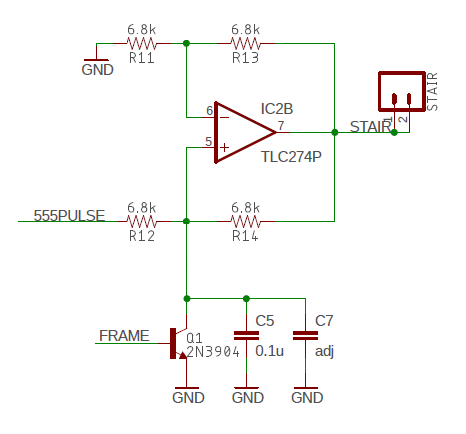 6.8k
6.8k
R11
R13
GND
STAIR
IC2B
6
7
5
STAIR
1
2
TLC274P
6.8k
6.8k
555PULSE
R12
R14
C5
C7
FRAME
Q1
2N3904
0.1u
adj
GND
GND
GND